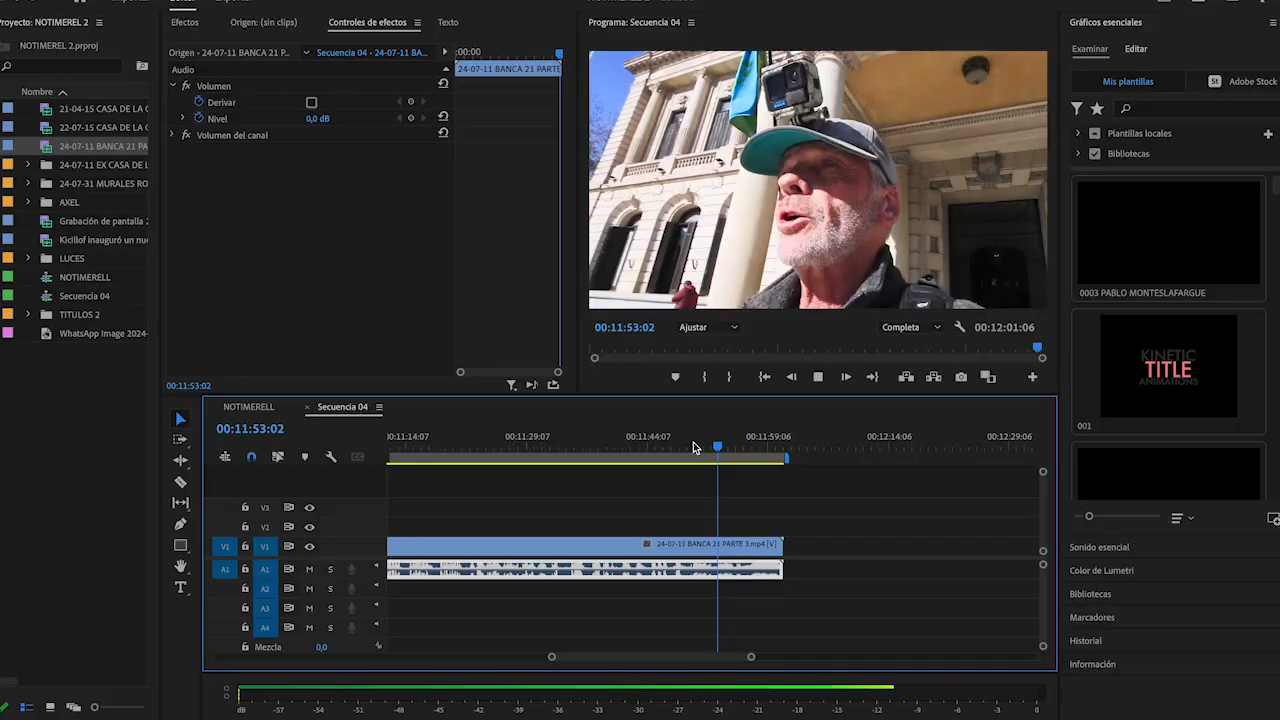 Proyecto: NOTIMEREL 2
Efectos
Origen: (sin clips)
Controles de efectos
Texto
Programa: Secuencia 04
Gráficos esenciales
NOTIMEREL 2.prproj
Nombre
21-04-15 CASA DE LA C
22-07-15 CASA DE LA C
24-07-11 BANCA 21 PA
24-07-11 EX CASA DE L
24-07-31 MURALES RO
AXEL
Grabación de pantalla 2
Kicillof inauguró un nue
LUCES
NOTIMERELL
Secuencia 04
TITULOS 2
WhatsApp Image 2024-
Origen • 24-07-11 BANCA 21 P...
Secuencia 04 • 24-07-11 BA...
:00:00
Audio
24-07-11 BANCA 21 PARTE
fx Volumen
Derivar
Nivel
0,0 dB
fx Volumen del canal
00:11:53:02
00:11:53:02
Ajustar
Completa
00:12:01:06
Examinar
Editar
Mis plantillas
St
Adobe Stock
Plantillas locales
Bibliotecas
0003 PABLO MONTESLAFARGUE
KINETIC
TITLE
ANIMATIONS
001
Sonido esencial
Color de Lumetri
Bibliotecas
Marcadores
Historial
Información
NOTIMERELL
Secuencia 04
00:11:53:02
00:11:14:07
00:11:29:07
00:11:44:07
00:11:59:06
00:12:14:06
00:12:29:06
V3
V2
V1
V1
24-07-11 BANCA 21 PARTE 3.mp4 [V]
A1
A1
M
S
A2
M
S
A3
M
S
A4
M
S
Mezcla
0,0
dB
-51
-48
-45
-42
-39
-36
-33
-30
-27
-24
-21
-18
-15
-12
-9
-6
-3
0